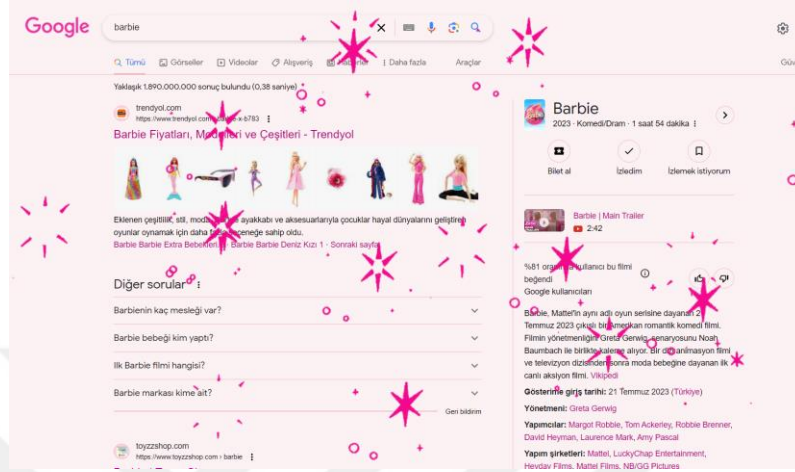 Google
barbie
Tümü Görseller Videolar Alışveriş Haberler Daha fazla Araçlar
Yaklaşık 1.890.000.000 sonuç bulundu (0,38 saniye)
trendyol.com
Barbie Fiyatları, Modelleri ve Çeşitleri - Trendyol
Eklenen çeşitlilik, stil, moda, ayakkabı ve aksesuarlarıyla çocuklar hayal dünyalarını geliştiren
oyunlar oynamak için daha fazla seçeneğe sahip oldu.
Barbie Barbie Extra Bebekleri · Barbie Barbie Deniz Kızı 1 · Sonraki sayfa
Diğer sorular
Barbienin kaç mesleği var?
Barbie bebeği kim yaptı?
Ilk Barbie filmi hangisi?
Barbie markası kime ait?
Geri bildirim
toyzzshop.com
https://www.toyzzshop.com › barbie
Barbie
2023 · Komedi/Dram · 1 saat 54 dakika
Bilet al İzledim İzlemek istiyorum
Barbie | Main Trailer
2:42
%81 oranında kullanıcı bu filmi
beğendi
Google kullanıcıları
Barbie, Mattel'in aynı adlı oyun serisine dayanan 21
Temmuz 2023 çıkışlı bir Amerikan romantik komedi filmi.
Filmin yönetmenliğini Greta Gerwig, senaryosunu Noah
Baumbach ile birlikte kaleme alıyor. Bir dizi animasyon filmi
ve televizyon dizisinden sonra moda bebeğine dayanan ilk
canlı aksiyon filmi. Vikipedi
Gösterime giriş tarihi: 21 Temmuz 2023 (Türkiye)
Yönetmeni: Greta Gerwig
Yapımcılar: Margot Robbie, Tom Ackerley, Robbie Brenner,
David Heyman, Laurence Mark, Amy Pascal
Yapım şirketleri: Mattel, LuckyChap Entertainment,
Heyday Films, Mattel Films, NB/GG Pictures